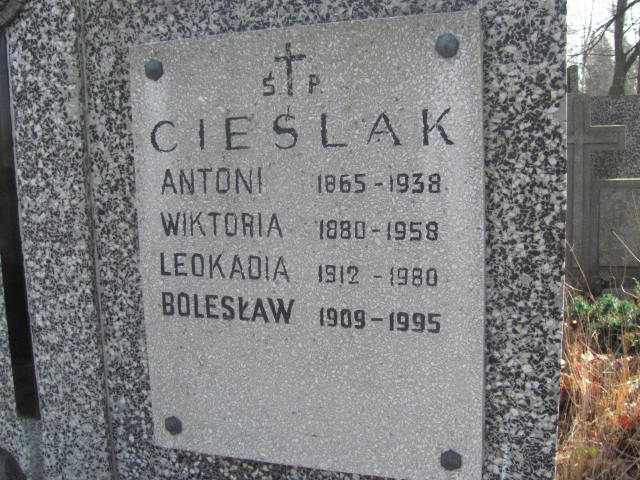 Ś P.
CIEŚLAK
ANTONI 1865-1938
WIKTORIA 1880-1958
LEOKADIA 1912-1980
BOLESŁAW 1909-1995